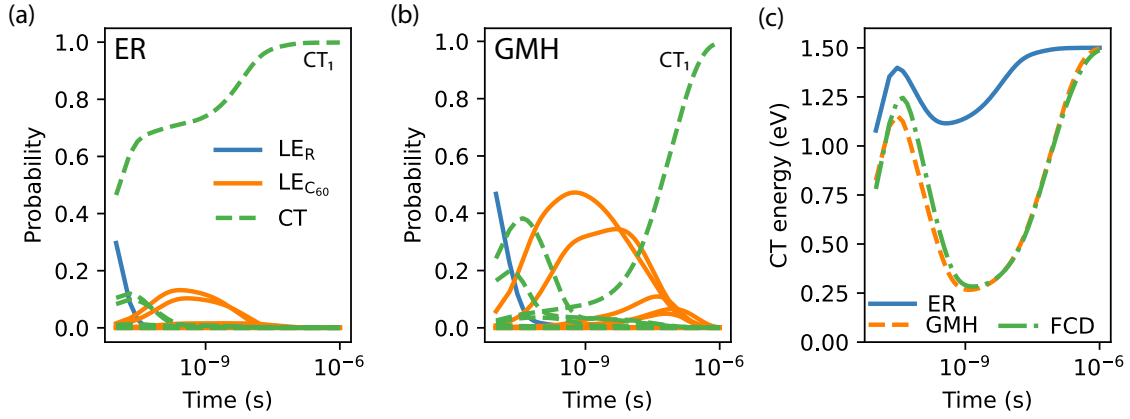 (a)
ER
CT1
1.0
0.8
0.6
0.4
0.2
0.0
Probability
LER
LEC60
CT
10−9
10−6
Time (s)
(b)
GMH
CT1
1.0
0.8
0.6
0.4
0.2
0.0
Probability
10−9
10−6
Time (s)
(c)
1.50
1.25
1.00
0.75
0.50
0.25
0.00
CT energy (eV)
ER
GMH
FCD
10−9
10−6
Time (s)